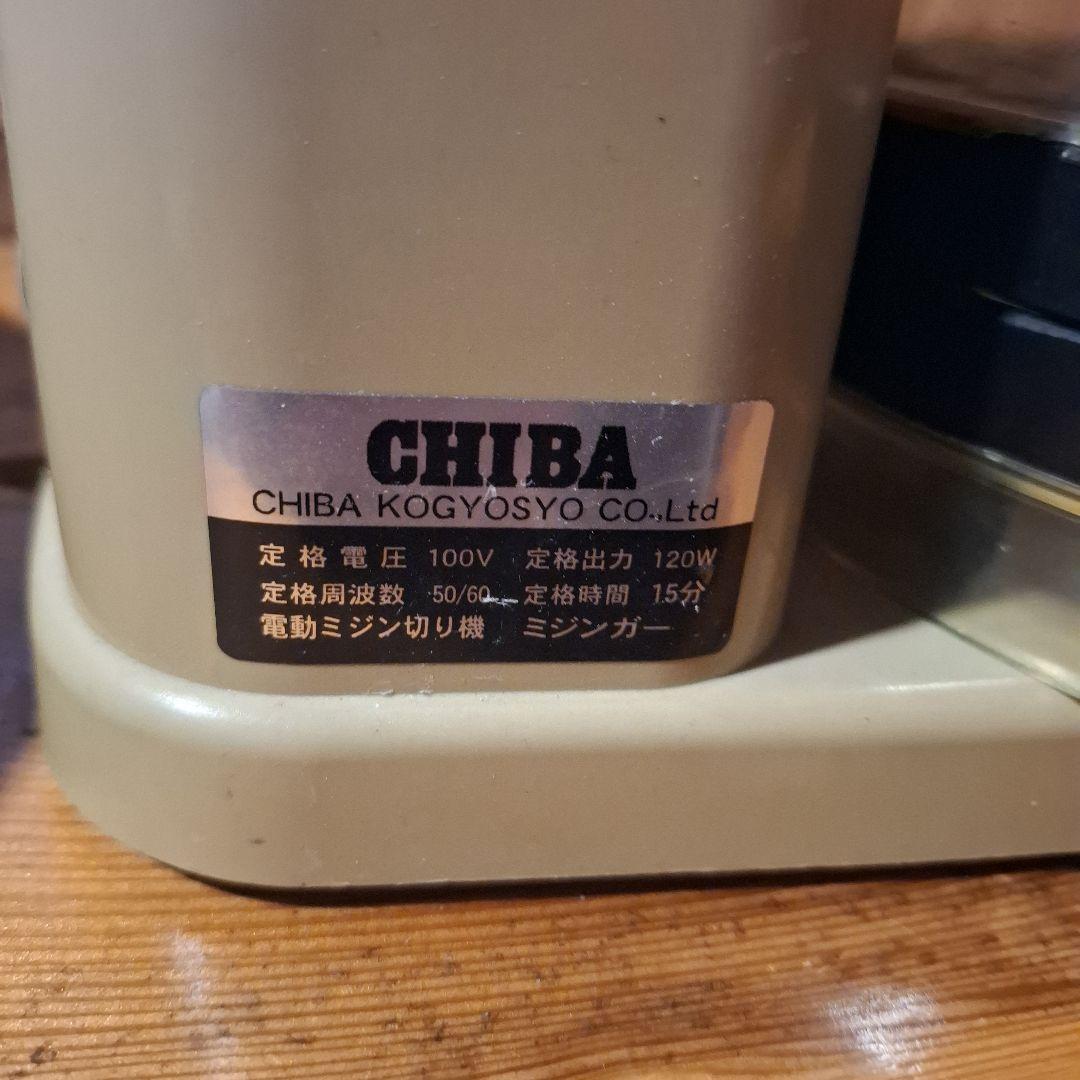 CHIBA
CHIBA KOGYOSYO CO.,Ltd
定格電圧 100V 定格出力 120W
定格周波数 50/60 定格時間 15分
電動ミジン切り機 ミジンガー